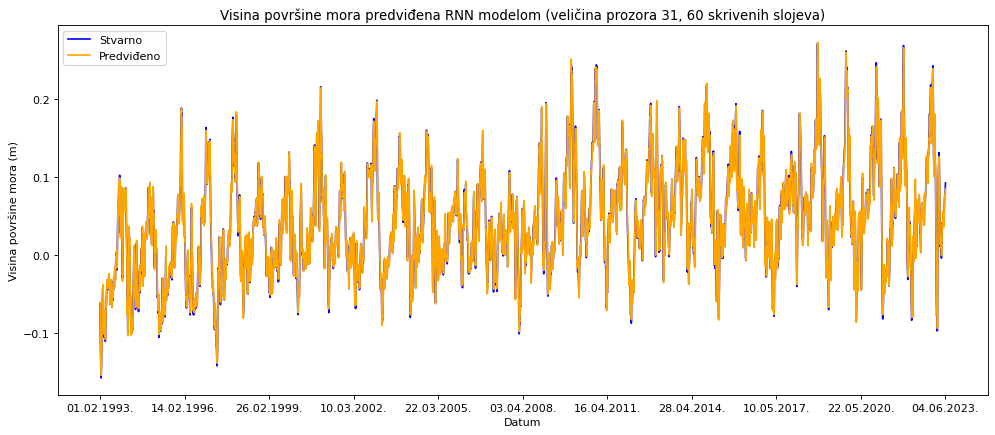 Visina površine mora predviđena RNN modelom (veličina prozora 31, 60 skrivenih slojeva)
Stvarno
Predviđeno
Visina površine mora (m)
0.2
0.1
0.0
−0.1
01.02.1993. 14.02.1996. 26.02.1999. 10.03.2002. 22.03.2005. 03.04.2008. 16.04.2011. 28.04.2014. 10.05.2017. 22.05.2020. 04.06.2023.
Datum